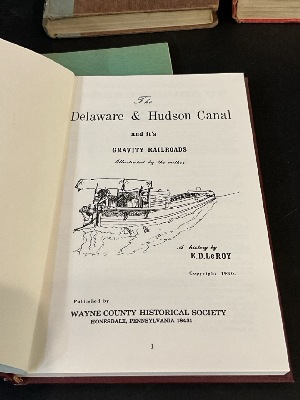 The
Delaware & Hudson Canal
and it's
GRAVITY RAILROADS
Illustrated by the author
A history by
E.D.LeROY
Copyright 1950.
Published by
WAYNE COUNTY HISTORICAL SOCIETY
HONESDALE, PENNSYLVANIA 18431
1